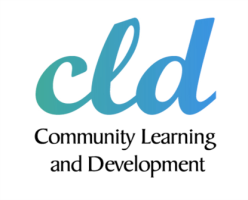 cld
Community Learning
and Development